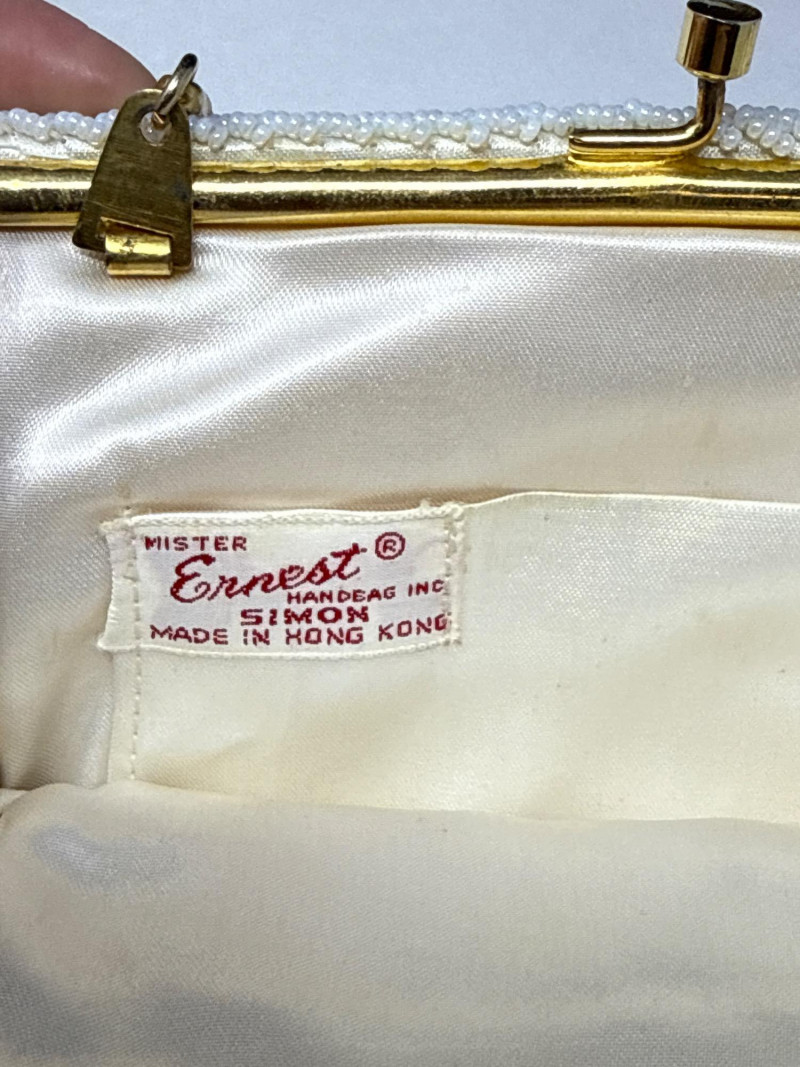 MISTER
Ernest ®
HANDBAG INC
SIMON
MADE IN HONG KONG